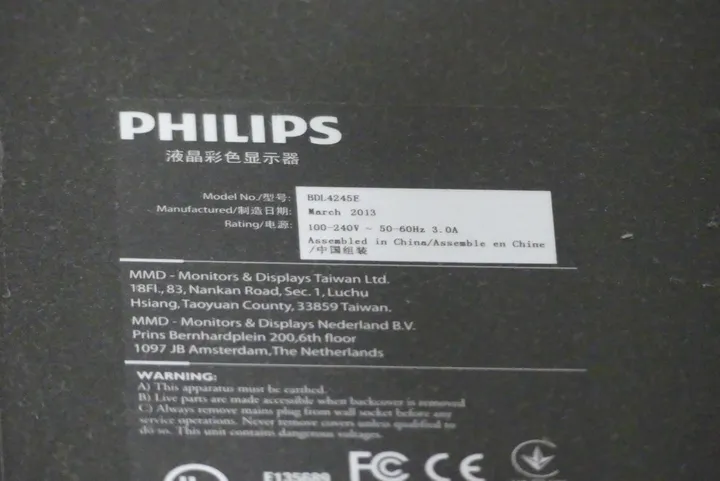 PHILIPS
液晶彩色显示器
Model No./型号: BDL4245E
Manufactured/制造日期: March 2013
Rating/电源: 100-240V ~ 50-60Hz 3.0A
Assembled in China/Assemble en Chine
/中国组装
MMD - Monitors & Displays Taiwan Ltd.
18Fl., 83, Nankan Road, Sec. 1, Luchu
Hsiang, Taoyuan County, 33859 Taiwan.
MMD - Monitors & Displays Nederland B.V.
Prins Bernhardplein 200, 6th floor
1097 JB Amsterdam, The Netherlands
WARNING:
A) This apparatus must be earthed.
B) Live parts are made accessible when backcover is removed
C) Always remove mains plug from wall socket before any
service operations. Never remove covers unless qualified to
do so. This unit contains dangerous voltages.
UL E135600 FC CE